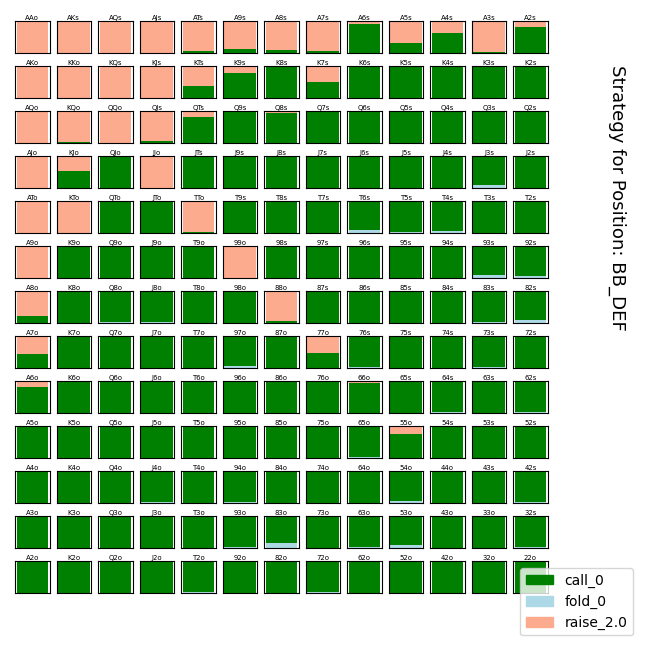 AAo AKs AQs AJs ATs A9s A8s A7s A6s A5s A4s A3s A2s
AKo KKo KQs KJs KTs K9s K8s K7s K6s K5s K4s K3s K2s
AQo KQo QQo QJs QTs Q9s Q8s Q7s Q6s Q5s Q4s Q3s Q2s
AJo KJo QJo JJo JTs J9s J8s J7s J6s J5s J4s J3s J2s
ATo KTo QTo JTo TTo T9s T8s T7s T6s T5s T4s T3s T2s
A9o K9o Q9o J9o T9o 99o 98s 97s 96s 95s 94s 93s 92s
A8o K8o Q8o J8o T8o 98o 88o 87s 86s 85s 84s 83s 82s
A7o K7o Q7o J7o T7o 97o 87o 77o 76s 75s 74s 73s 72s
A6o K6o Q6o J6o T6o 96o 86o 76o 66o 65s 64s 63s 62s
A5o K5o Q5o J5o T5o 95o 85o 75o 65o 55o 54s 53s 52s
A4o K4o Q4o J4o T4o 94o 84o 74o 64o 54o 44o 43s 42s
A3o K3o Q3o J3o T3o 93o 83o 73o 63o 53o 43o 33o 32s
A2o K2o Q2o J2o T2o 92o 82o 72o 62o 52o 42o 32o 22o
Strategy for Position: BB_DEF
call_0
fold_0
raise_2.0